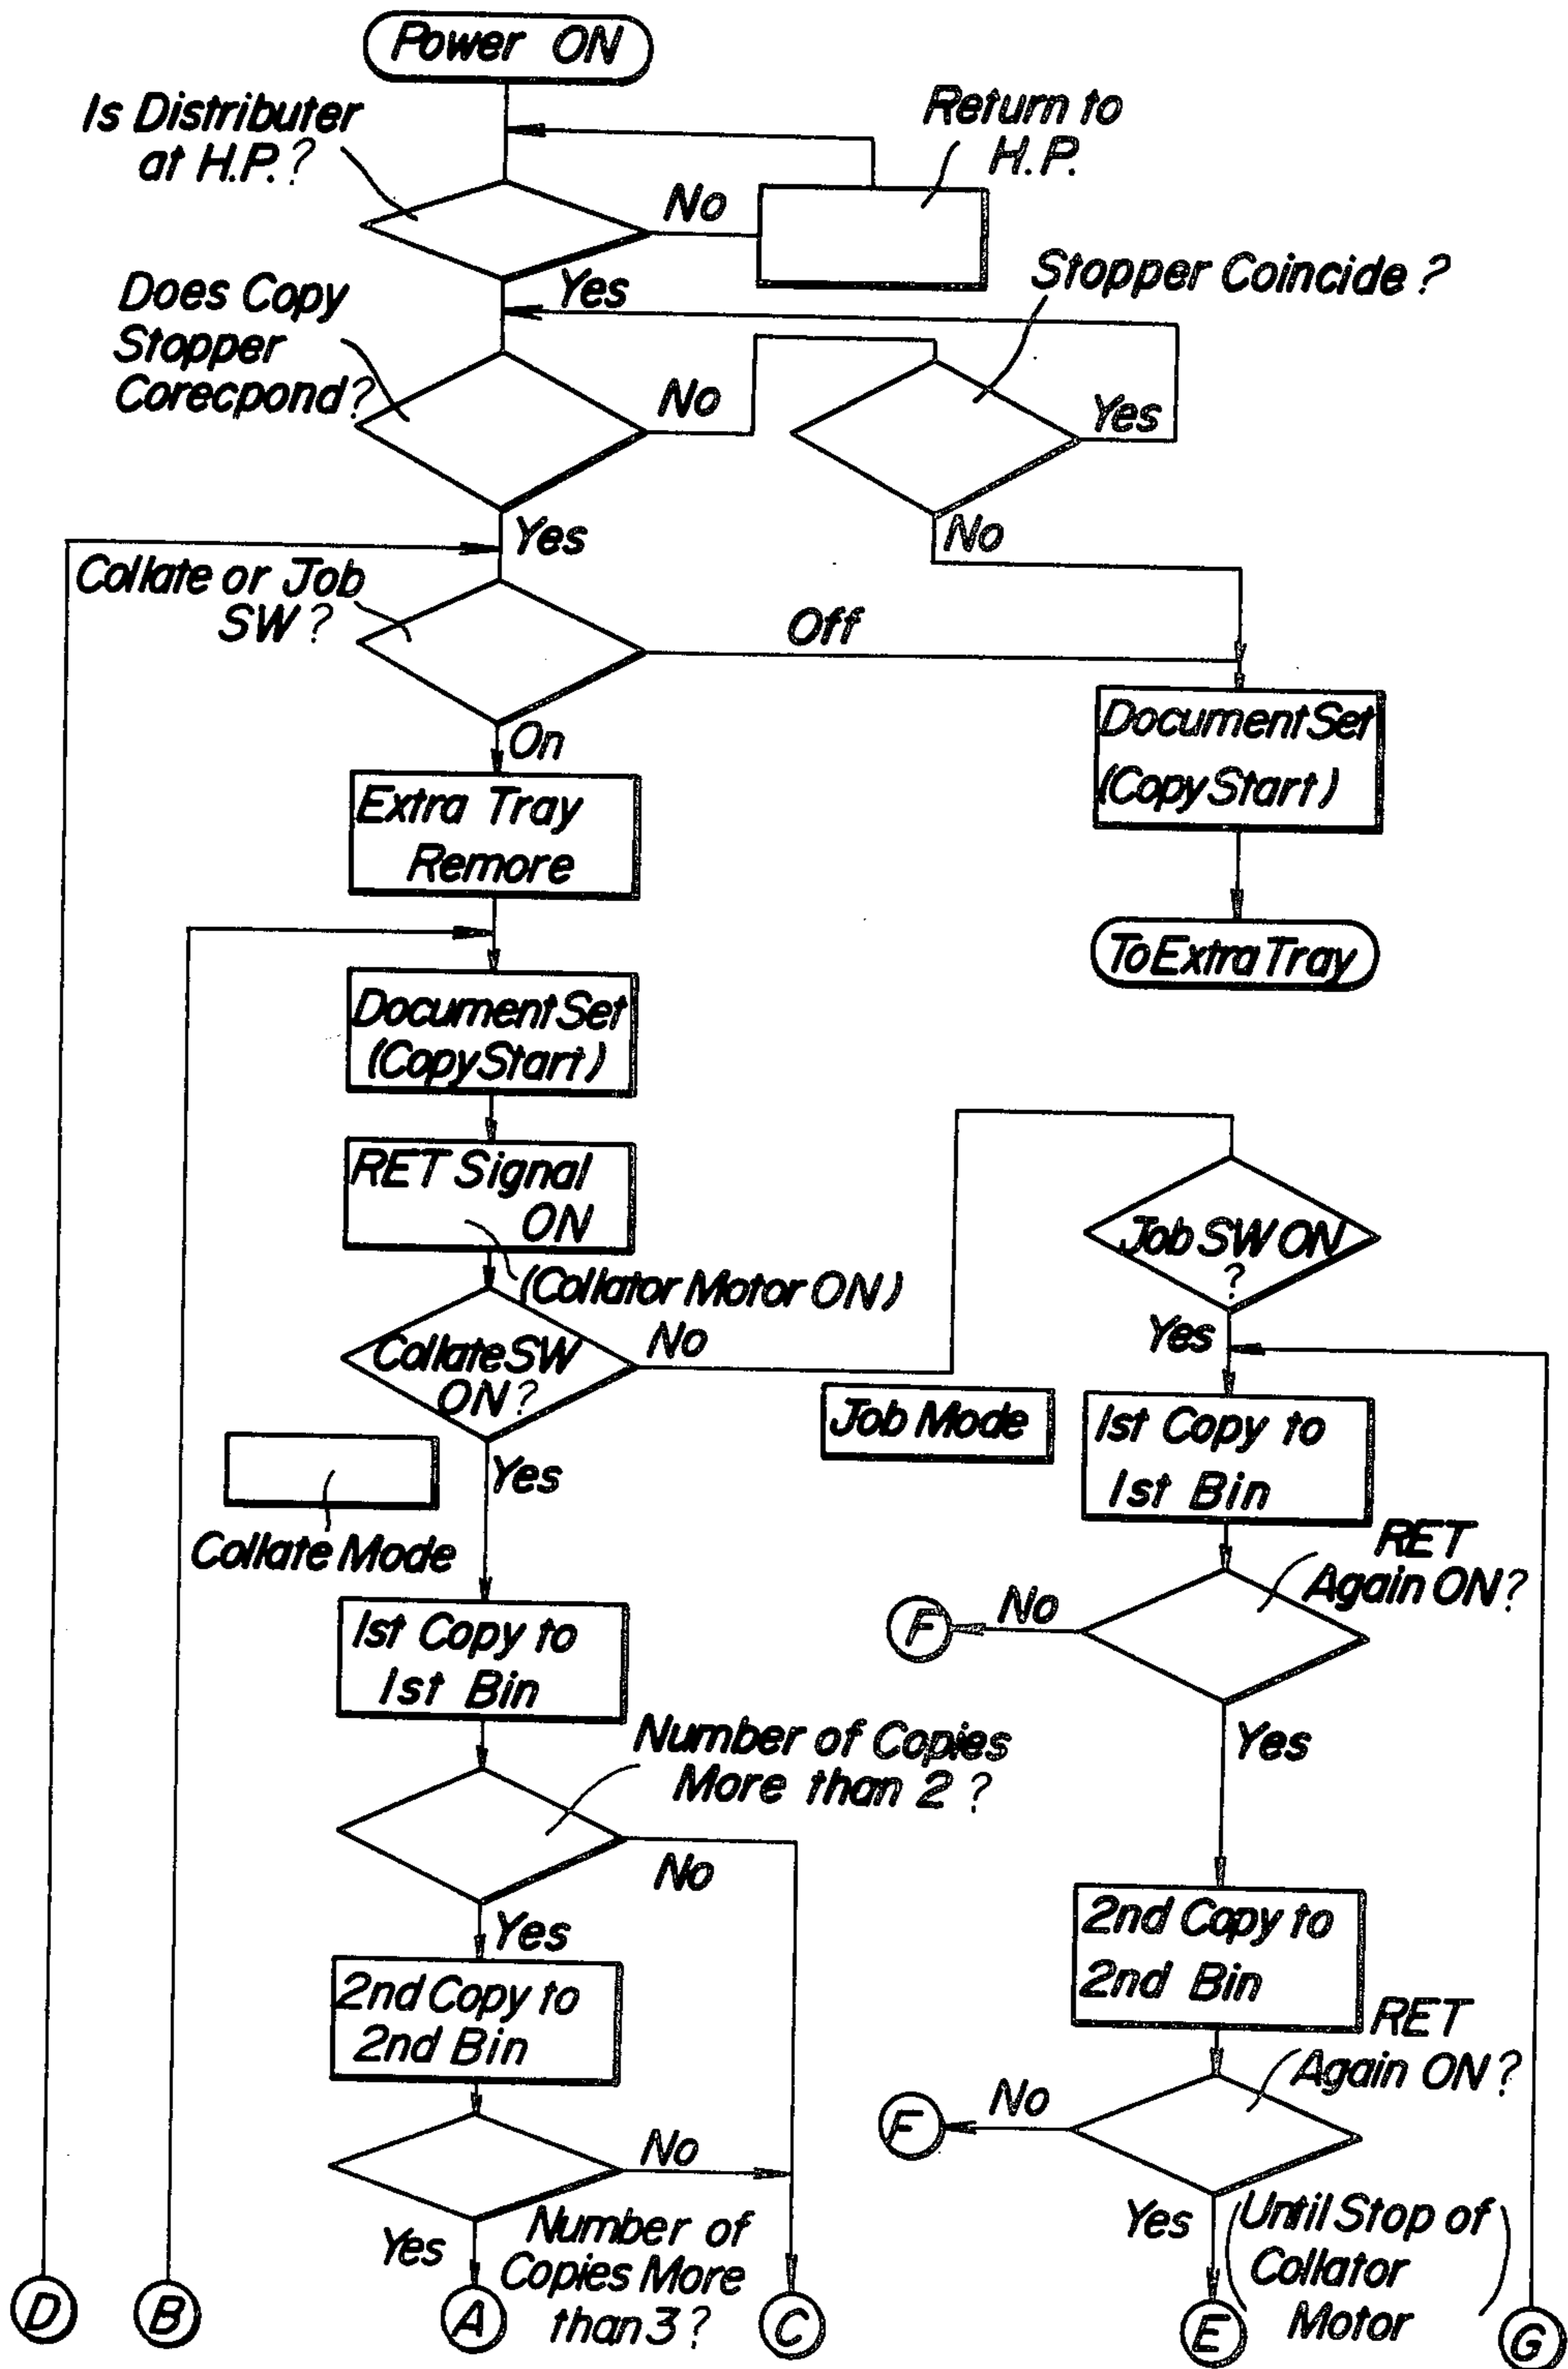 Power ON
Is Distributer
at H.P.?
Return to
H.P.
No
Yes
Stopper Coincide ?
Does Copy
Stopper
Corecpond?
No
Yes
No
Yes
Collate or Job
SW?
Off
On
Document Set
(Copy Start)
Extra Tray
Remore
To Extra Tray
Document Set
(Copy Start)
RET Signal
ON
(Collator Motor ON)
Job SW ON
?
Collate SW
ON?
No
Yes
Job Mode
1st Copy to
1st Bin
Yes
Collate Mode
RET
Again ON?
No
F
1st Copy to
1st Bin
Yes
Number of Copies
More than 2 ?
No
Yes
2nd Copy to
2nd Bin
2nd Copy to
2nd Bin
RET
Again ON?
No
F
No
Yes
Number of
Copies More
than 3?
Yes
(Until Stop of
Collator
Motor)
D
B
A
C
E
G